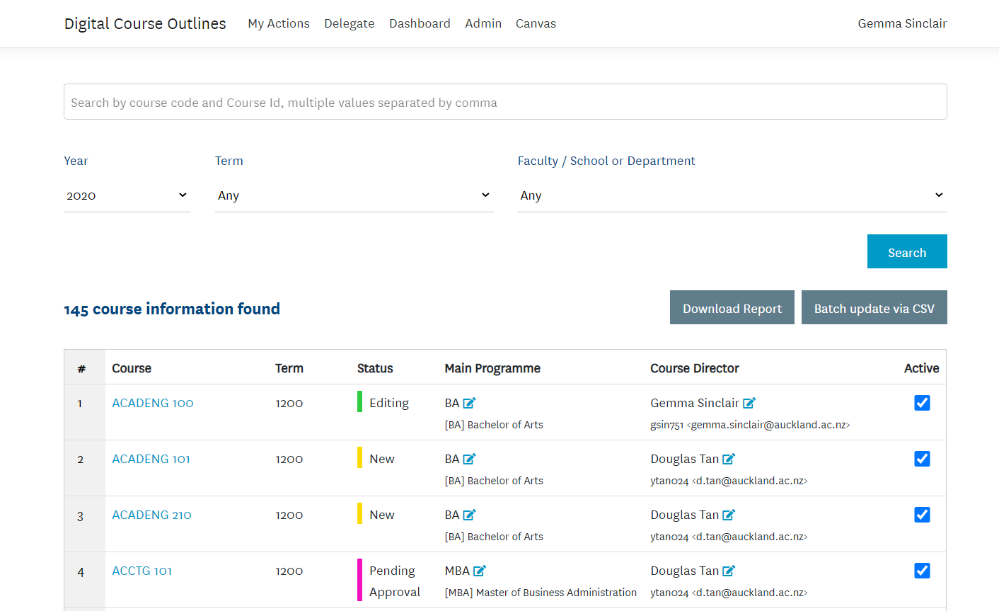 Digital Course Outlines My Actions Delegate Dashboard Admin Canvas Gemma Sinclair
Search by course code and Course Id, multiple values separated by comma
Year Term Faculty / School or Department
2020 Any Any
Search
145 course information found Download Report Batch update via CSV
# Course Term Status Main Programme Course Director Active
1 ACADENG 100 1200 Editing BA Gemma Sinclair
[BA] Bachelor of Arts gsin751 <gemma.sinclair@auckland.ac.nz>
2 ACADENG 101 1200 New BA Douglas Tan
[BA] Bachelor of Arts ytan024 <d.tan@auckland.ac.nz>
3 ACADENG 210 1200 New BA Douglas Tan
[BA] Bachelor of Arts ytan024 <d.tan@auckland.ac.nz>
4 ACCTG 101 1200 Pending MBA Douglas Tan
Approval [MBA] Master of Business Administration ytan024 <d.tan@auckland.ac.nz>